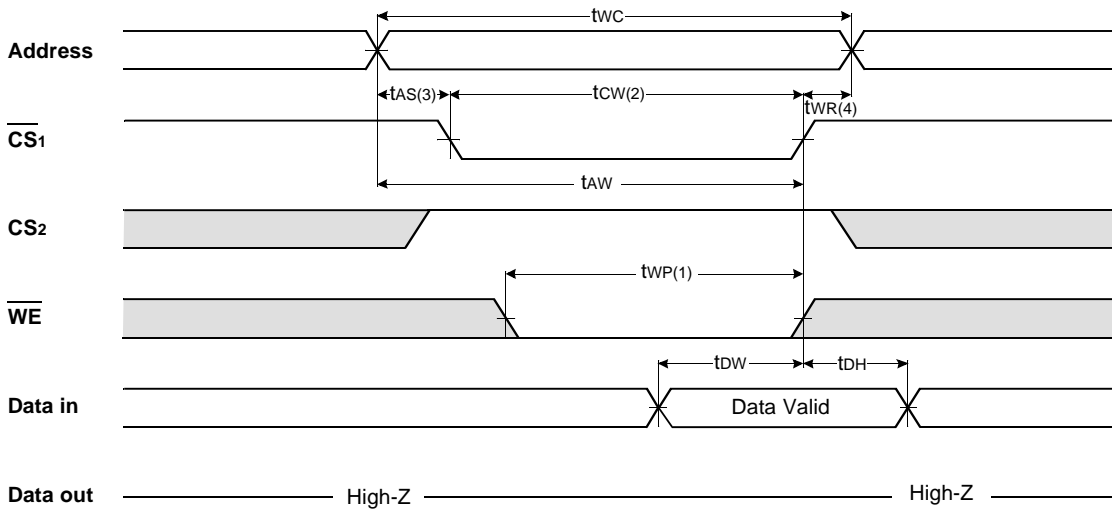 tWC
Address
tAS(3) tCW(2) tWR(4)
CS1
tAW
CS2
tWP(1)
WE
tDW tDH
Data in Data Valid
Data out High-Z High-Z